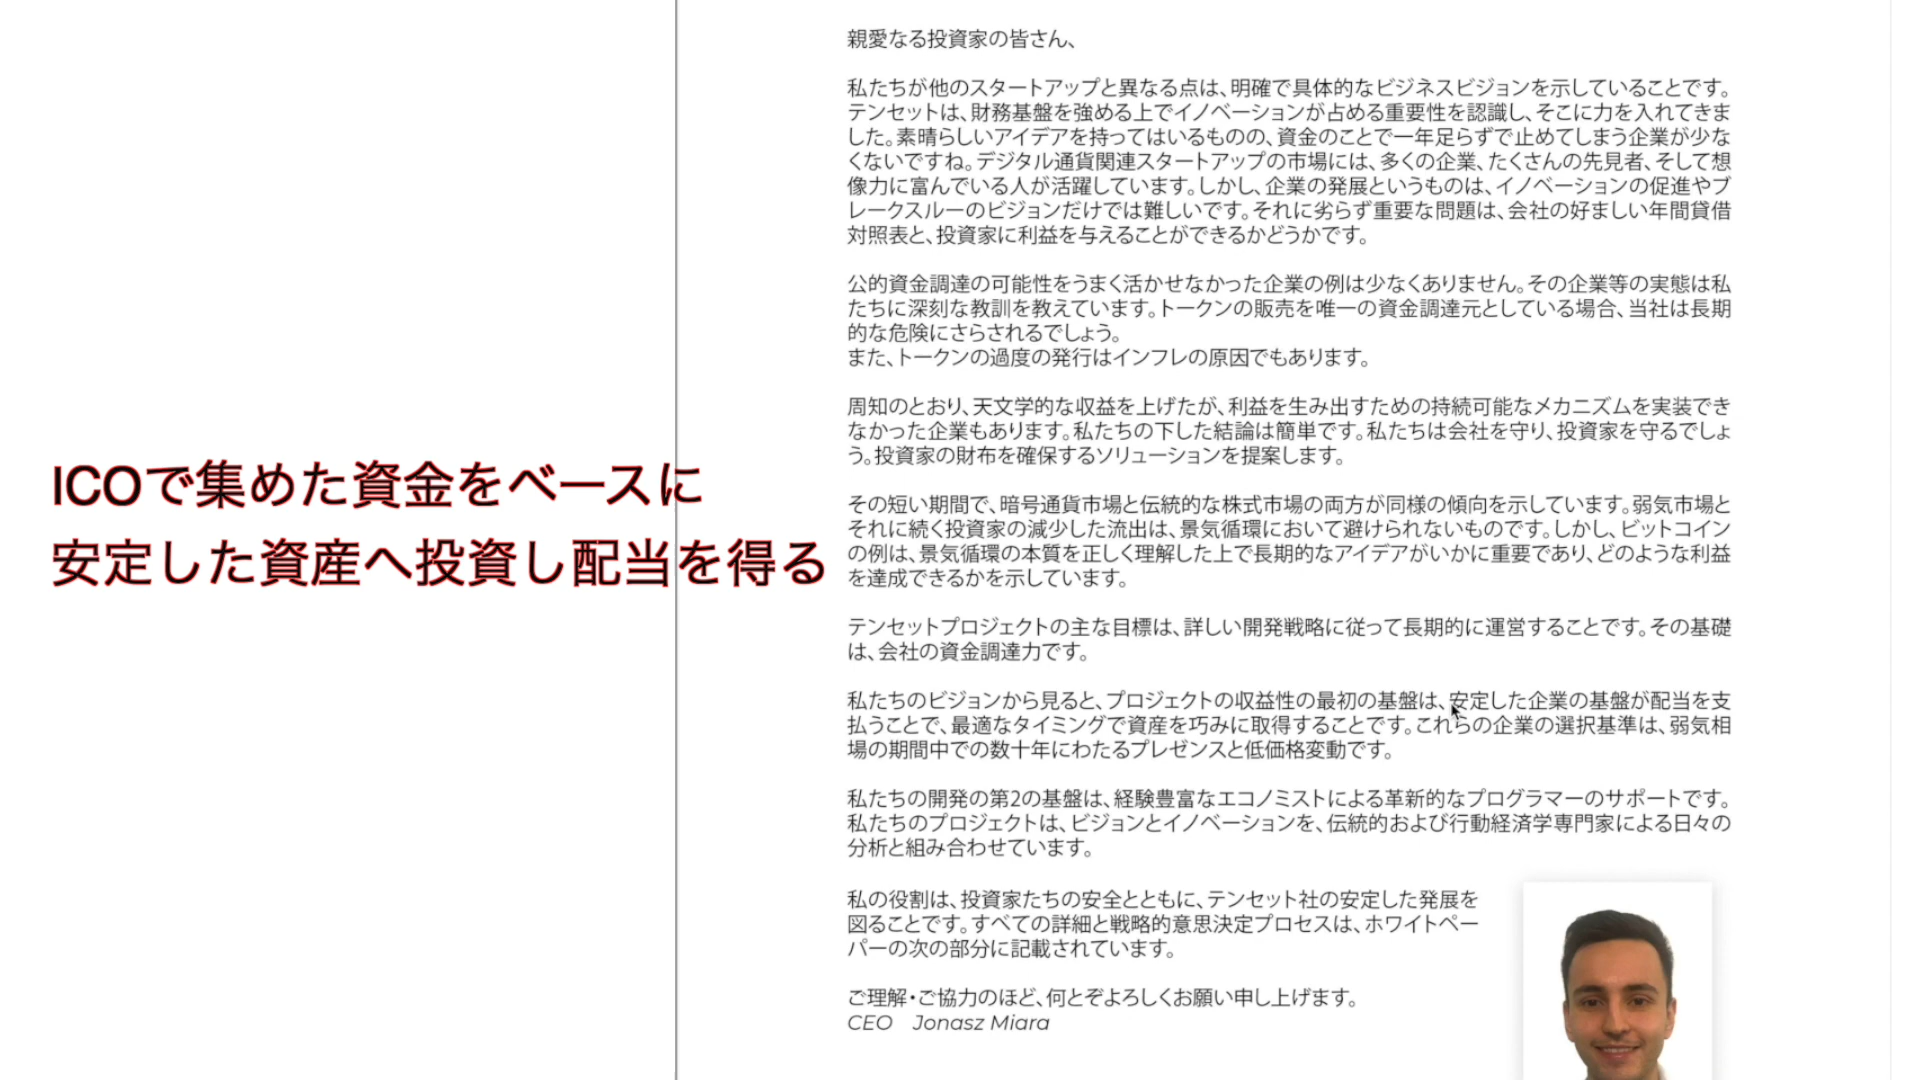 ICOで集めた資金をベースに
安定した資産へ投資し配当を得る
親愛なる投資家の皆さん、
私たちが他のスタートアップと異なる点は、明確で具体的なビジネスビジョンを示していることです。
テンセットは、財務基盤を強める上でイノベーションが占める重要性を認識し、そこに力を入れてきま
した。素晴らしいアイデアを持ってはいるものの、資金のことで一年足らずで止めてしまう企業が少な
くないですね。デジタル通貨関連スタートアップの市場には、多くの企業、たくさんの先見者、そして想
像力に富んでいる人が活躍しています。しかし、企業の発展というものは、イノベーションの促進やブ
レークスルーのビジョンだけでは難しいです。それに劣らず重要な問題は、会社の好ましい年間貸借
対照表と、投資家に利益を与えることができるかどうかです。
公的資金調達の可能性をうまく活かせなかった企業の例は少なくありません。その企業等の実態は私
たちに深刻な教訓を教えています。トークンの販売を唯一の資金調達元としている場合、当社は長期
的な危険にさらされるでしょう。
また、トークンの過度の発行はインフレの原因でもあります。
周知のとおり、天文学的な収益を上げたが、利益を生み出すための持続可能なメカニズムを実装でき
なかった企業もあります。私たちの下した結論は簡単です。私たちは会社を守り、投資家を守るでしょ
う。投資家の財布を確保するソリューションを提案します。
その短い期間で、暗号通貨市場と伝統的な株式市場の両方が同様の傾向を示しています。弱気市場と
それに続く投資家の減少した流出は、景気循環において避けられないものです。しかし、ビットコイン
の例は、景気循環の本質を正しく理解した上で長期的なアイデアがいかに重要であり、どのような利益
を達成できるかを示しています。
テンセットプロジェクトの主な目標は、詳しい開発戦略に従って長期的に運営することです。その基礎
は、会社の資金調達力です。
私たちのビジョンから見ると、プロジェクトの収益性の最初の基盤は、安定した企業の基盤が配当を支
払うことで、最適なタイミングで資産を巧みに取得することです。これらの企業の選択基準は、弱気相
場の期間中での数十年にわたるプレゼンスと低価格変動です。
私たちの開発の第2の基盤は、経験豊富なエコノミストによる革新的なプログラマーのサポートです。
私たちのプロジェクトは、ビジョンとイノベーションを、伝統的および行動経済学専門家による日々の
分析と組み合わせています。
私の役割は、投資家たちの安全とともに、テンセット社の安定した発展を
図ることです。すべての詳細と戦略的意思決定プロセスは、ホワイトペー
パーの次の部分に記載されています。
ご理解・ご協力のほど、何とぞよろしくお願い申し上げます。
CEO Jonasz Miara